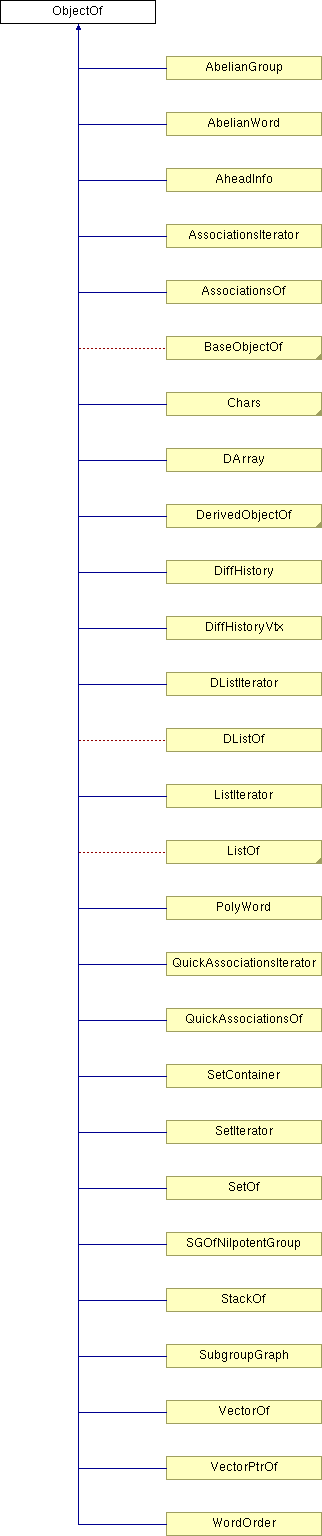 ObjectOf
AbelianGroup
AbelianWord
AheadInfo
AssociationsIterator
AssociationsOf
BaseObjectOf
Chars
DArray
DerivedObjectOf
DiffHistory
DiffHistoryVtx
DListIterator
DListOf
ListIterator
ListOf
PolyWord
QuickAssociationsIterator
QuickAssociationsOf
SetContainer
SetIterator
SetOf
SGOfNilpotentGroup
StackOf
SubgroupGraph
VectorOf
VectorPtrOf
WordOrder